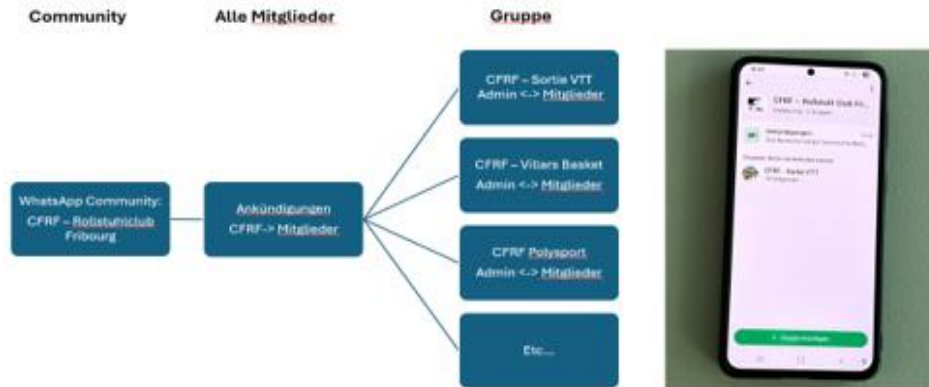 Community
Alle Mitglieder
Gruppe
WhatsApp Community:
CFRF – Rollstuhlclub
Fribourg
Ankündigungen
CFRF-> Mitglieder
CFRF – Sortie VTT
Admin <-> Mitglieder
CFRF – Villars Basket
Admin <-> Mitglieder
CFRF Polysport
Admin <-> Mitglieder
Etc...
CFRF – Rollstuhl Club
Ankündigungen
CFRF – Sortie VTT